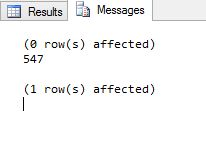 Results Messages
(0 row(s) affected)
547
(1 row(s) affected)